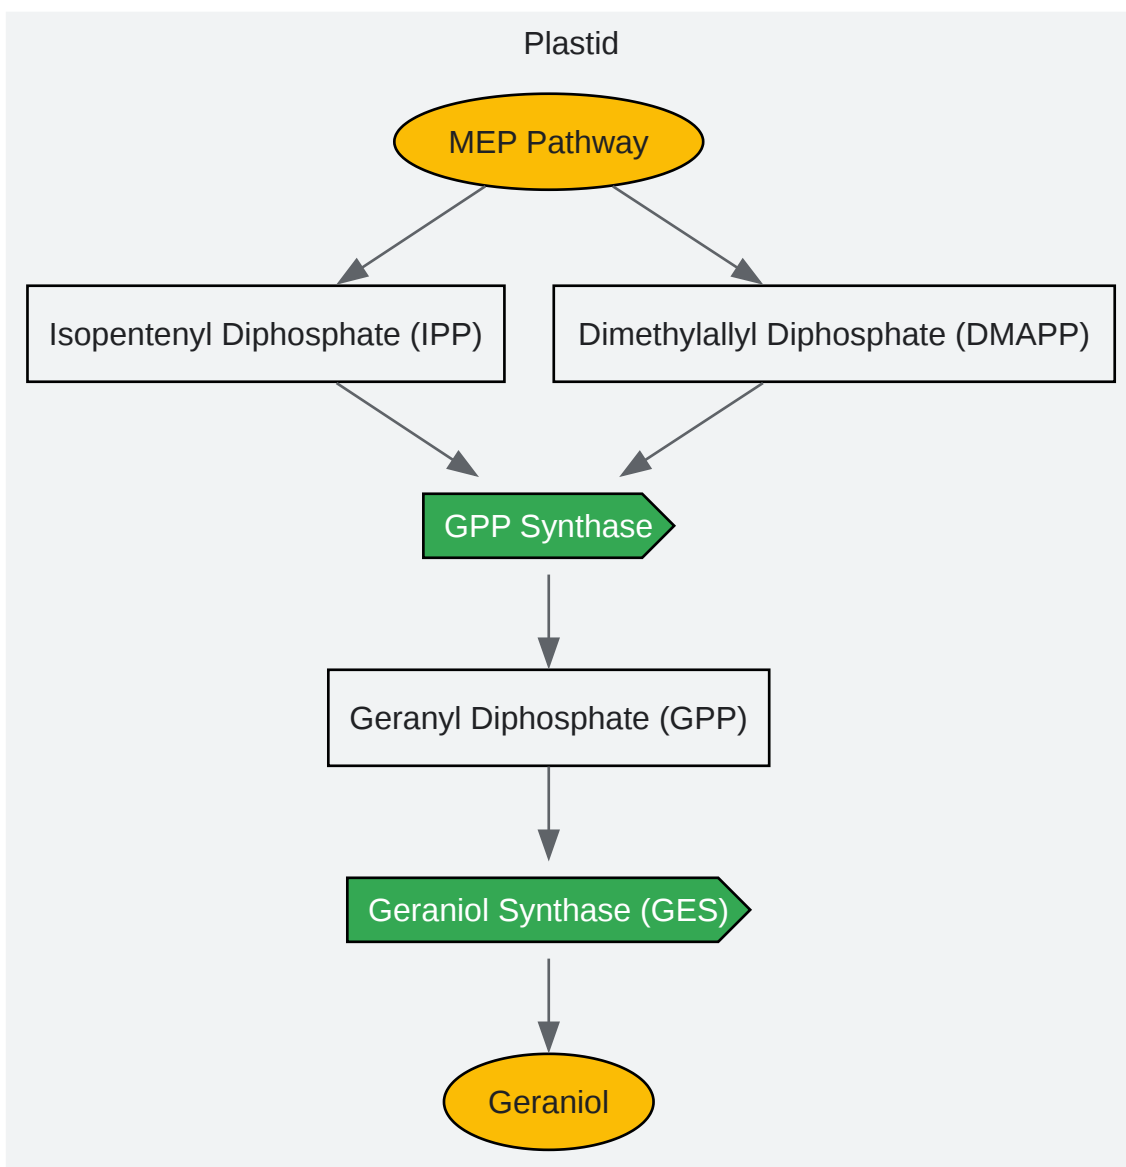 Plastid
MEP Pathway
Isopentenyl Diphosphate (IPP)
Dimethylallyl Diphosphate (DMAPP)
GPP Synthase
Geranyl Diphosphate (GPP)
Geraniol Synthase (GES)
Geraniol